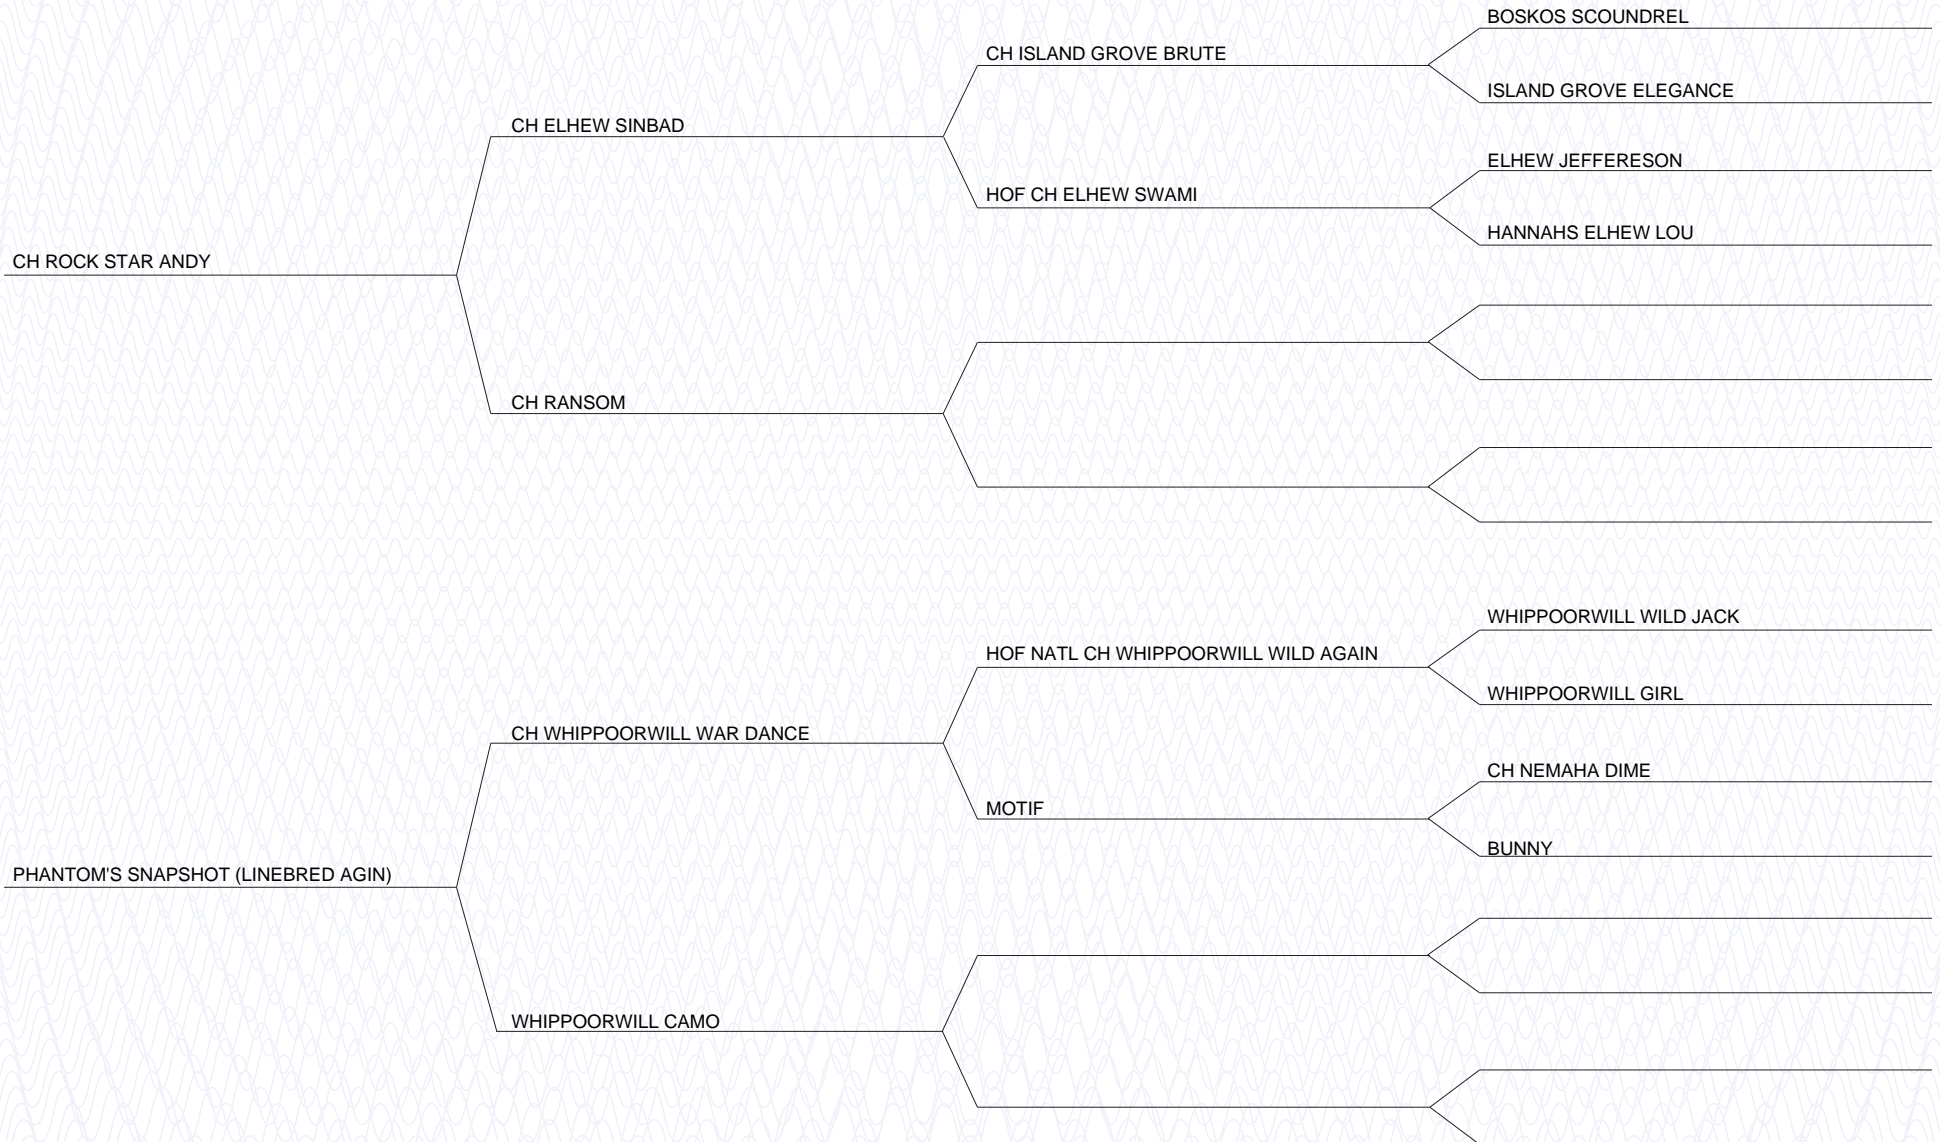 BOSKOS SCOUNDREL
CH ISLAND GROVE BRUTE
ISLAND GROVE ELEGANCE
CH ELHEW SINBAD
ELHEW JEFFERESON
HOF CH ELHEW SWAMI
HANNAHS ELHEW LOU
CH ROCK STAR ANDY
CH RANSOM
WHIPPOORWILL WILD JACK
HOF NATL CH WHIPPOORWILL WILD AGAIN
WHIPPOORWILL GIRL
CH WHIPPOORWILL WAR DANCE
CH NEMAHA DIME
MOTIF
BUNNY
PHANTOM'S SNAPSHOT (LINEBRED AGIN)
WHIPPOORWILL CAMO